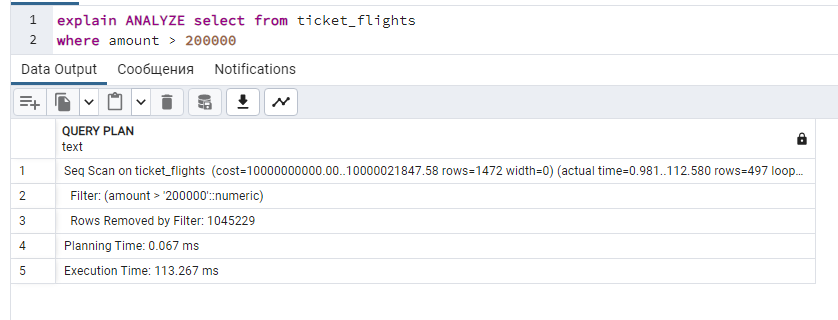 1 explain ANALYZE select from ticket_flights
2 where amount > 200000
Data Output Сообщения Notifications
QUERY PLAN
text
1 Seq Scan on ticket_flights (cost=10000000000.00..10000021847.58 rows=1472 width=0) (actual time=0.981..112.580 rows=497 loop...
2 Filter: (amount > '200000'::numeric)
3 Rows Removed by Filter: 1045229
4 Planning Time: 0.067 ms
5 Execution Time: 113.267 ms